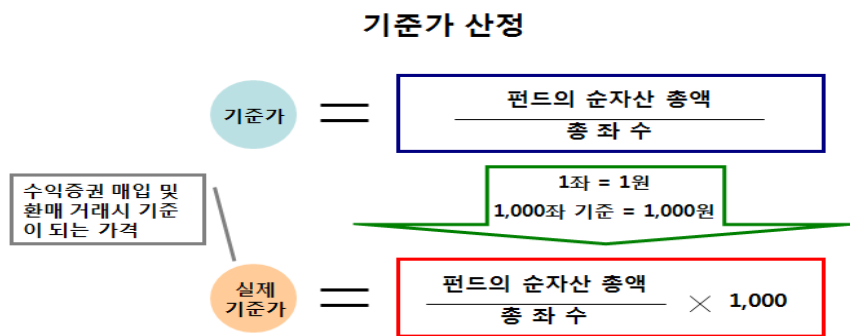 기준가 산정
기준가
=
펀드의 순자산 총액
총 좌 수
1좌 = 1원
1,000좌 기준 = 1,000원
수익증권 매입 및
환매 거래시 기준
이 되는 가격
실제
기준가
=
펀드의 순자산 총액
총 좌 수
× 1,000